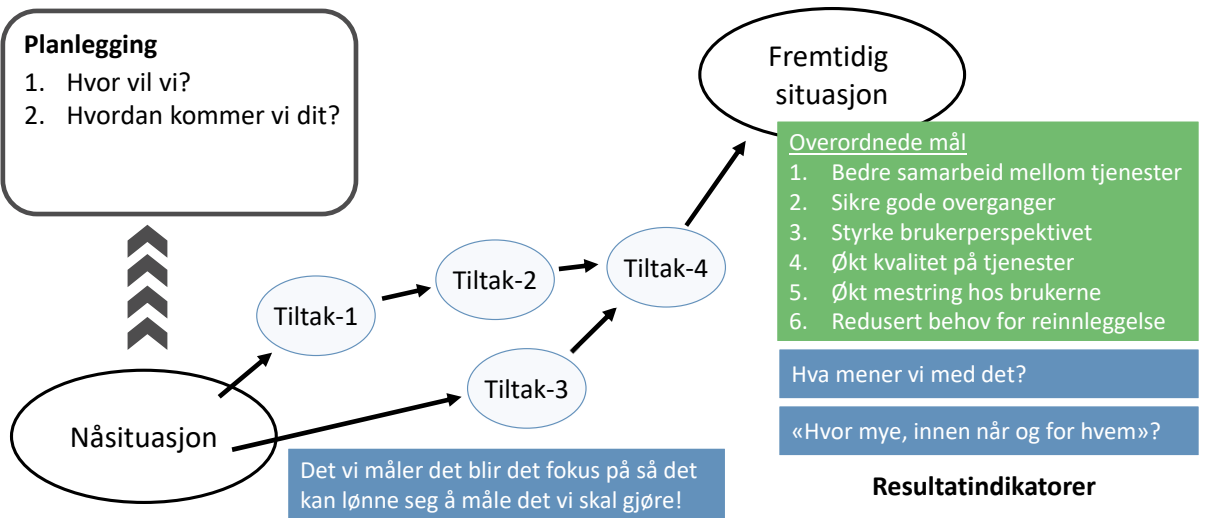 Planlegging
1. Hvor vil vi?
2. Hvordan kommer vi dit?
Fremtidig
situasjon
Overordnede mål
1. Bedre samarbeid mellom tjenester
2. Sikre gode overganger
3. Styrke brukerperspektivet
4. Økt kvalitet på tjenester
5. Økt mestring hos brukerne
6. Redusert behov for reinnleggelse
Tiltak-1
Tiltak-2
Tiltak-4
Tiltak-3
Nåsituasjon
Hva mener vi med det?
«Hvor mye, innen når og for hvem»?
Det vi måler det blir det fokus på så det
kan lønne seg å måle det vi skal gjøre!
Resultatindikatorer